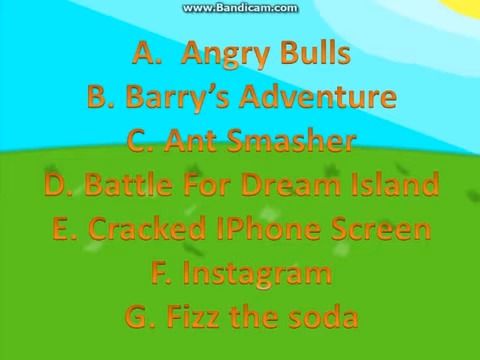 www.Bandicam.com
A.  Angry Bulls
B. Barry’s Adventure
C. Ant Smasher
D. Battle For Dream Island
E. Cracked IPhone Screen
F. Instagram
G. Fizz the soda